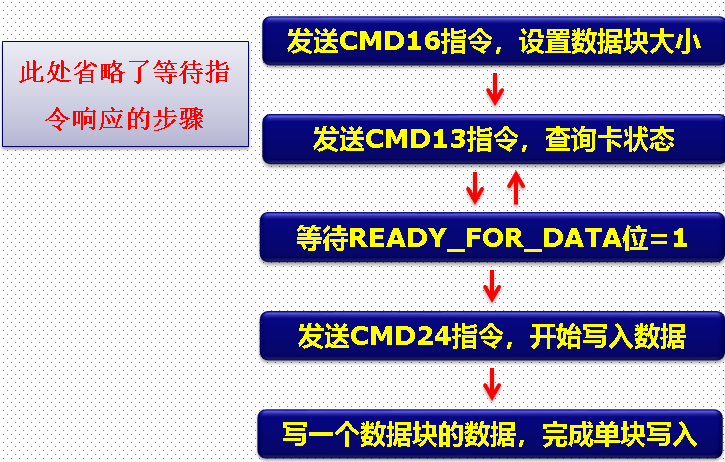 发送CMD16指令，设置数据块大小
此处省略了等待指
令响应的步骤
发送CMD13指令，查询卡状态
等待READY_FOR_DATA位=1
发送CMD24指令，开始写入数据
写一个数据块的数据，完成单块写入